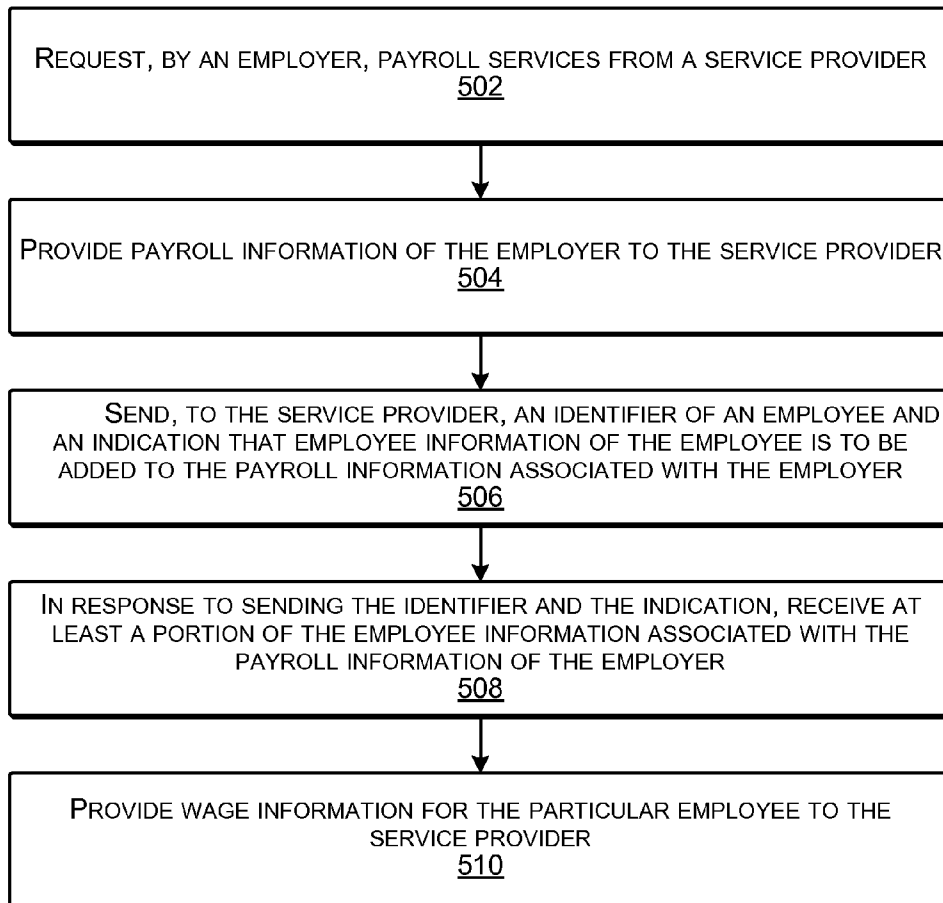 REQUEST, BY AN EMPLOYER, PAYROLL SERVICES FROM A SERVICE PROVIDER
502
PROVIDE PAYROLL INFORMATION OF THE EMPLOYER TO THE SERVICE PROVIDER
504
SEND, TO THE SERVICE PROVIDER, AN IDENTIFIER OF AN EMPLOYEE AND
AN INDICATION THAT EMPLOYEE INFORMATION OF THE EMPLOYEE IS TO BE
ADDED TO THE PAYROLL INFORMATION ASSOCIATED WITH THE EMPLOYER
506
IN RESPONSE TO SENDING THE IDENTIFIER AND THE INDICATION, RECEIVE AT
LEAST A PORTION OF THE EMPLOYEE INFORMATION ASSOCIATED WITH THE
PAYROLL INFORMATION OF THE EMPLOYER
508
PROVIDE WAGE INFORMATION FOR THE PARTICULAR EMPLOYEE TO THE
SERVICE PROVIDER
510